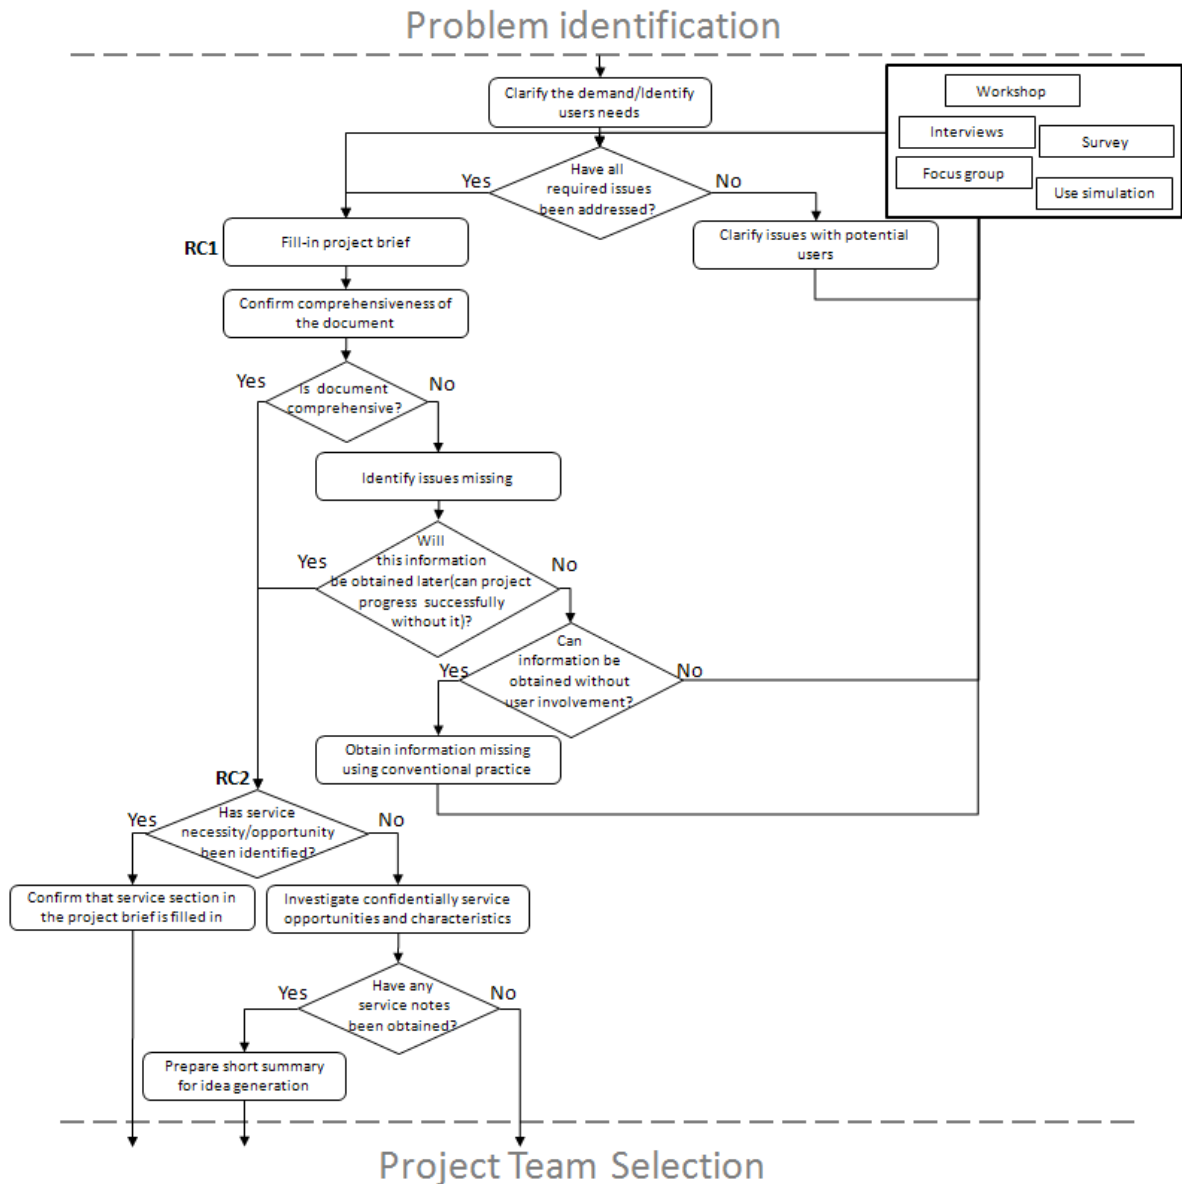 Problem identification
Clarify the demand/Identify
users needs
Workshop
Interviews
Survey
Focus group
Use simulation
Have all
required issues
been addressed?
Yes
No
RC1
Fill-in project brief
Clarify issues with potential
users
Confirm comprehensiveness of
the document
Yes
No
Is document
comprehensive?
Identify issues missing
Will
this information
be obtained later(can project
progress successfully
without it)?
Yes
No
Can
information be
obtained without
user involvement?
Yes
No
Obtain information missing
using conventional practice
RC2
Has service
necessity/opportunity
been identified?
Yes
No
Confirm that service section in
the project brief is filled in
Investigate confidentially service
opportunities and characteristics
Have any
service notes
been obtained?
Yes
No
Prepare short summary
for idea generation
Project Team Selection